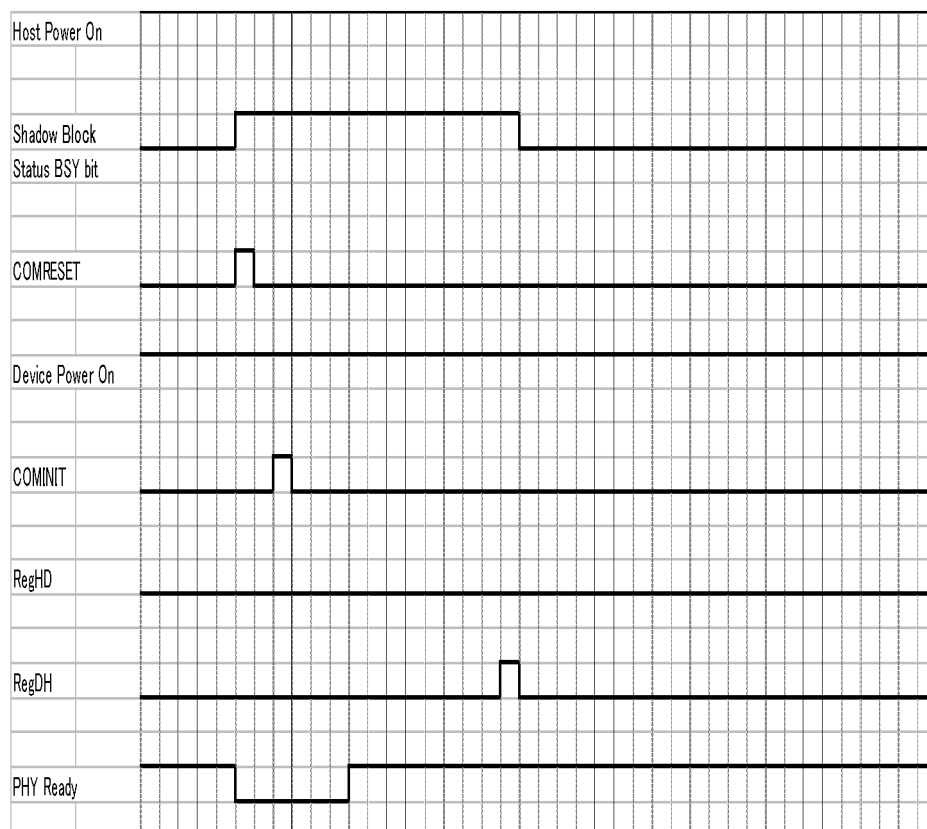 Host Power On
Shadow Block
Status BSY bit
COMRESET
Device Power On
COMINIT
RegHD
RegDH
PHY Ready